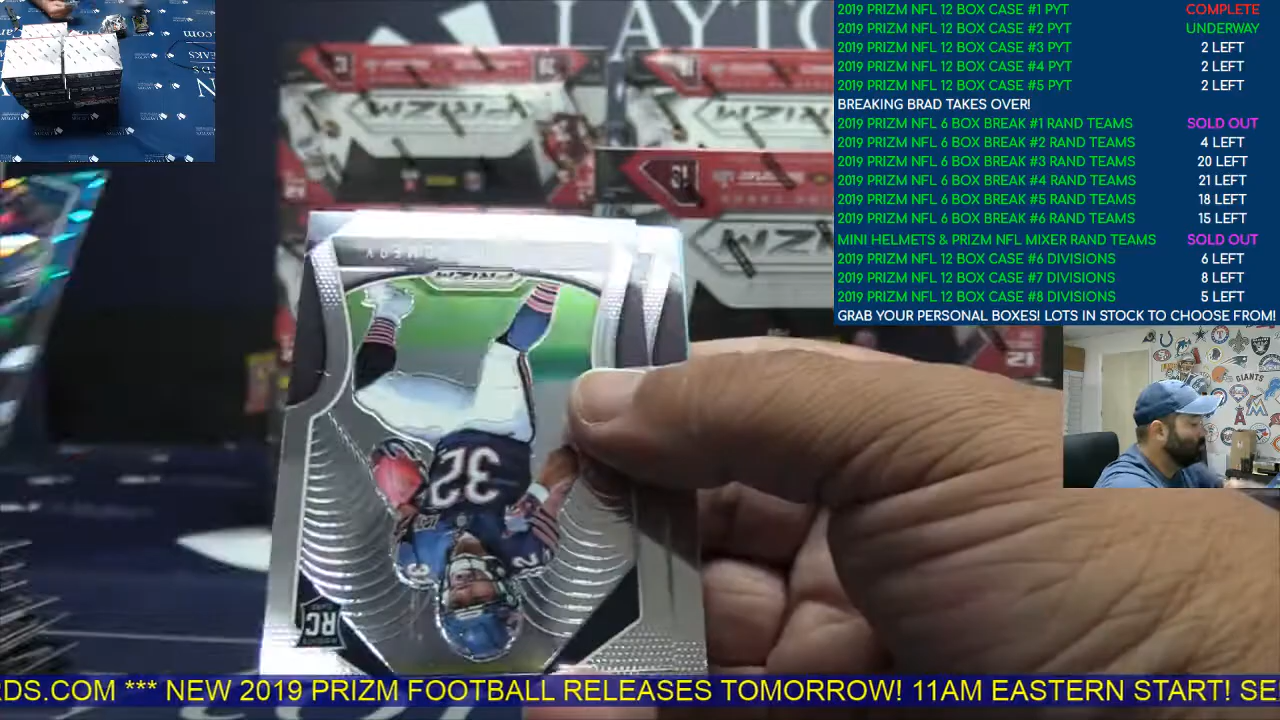 LAYTON
2019 PRIZM NFL 12 BOX CASE #1 PYT COMPLETE
2019 PRIZM NFL 12 BOX CASE #2 PYT UNDERWAY
2019 PRIZM NFL 12 BOX CASE #3 PYT 2 LEFT
2019 PRIZM NFL 12 BOX CASE #4 PYT 2 LEFT
2019 PRIZM NFL 12 BOX CASE #5 PYT 2 LEFT
BREAKING BRAD TAKES OVER!
2019 PRIZM NFL 6 BOX BREAK #1 RAND TEAMS SOLD OUT
2019 PRIZM NFL 6 BOX BREAK #2 RAND TEAMS 4 LEFT
2019 PRIZM NFL 6 BOX BREAK #3 RAND TEAMS 20 LEFT
2019 PRIZM NFL 6 BOX BREAK #4 RAND TEAMS 21 LEFT
2019 PRIZM NFL 6 BOX BREAK #5 RAND TEAMS 18 LEFT
2019 PRIZM NFL 6 BOX BREAK #6 RAND TEAMS 15 LEFT
MINI HELMETS & PRIZM NFL MIXER RAND TEAMS SOLD OUT
2019 PRIZM NFL 12 BOX CASE #6 DIVISIONS 6 LEFT
2019 PRIZM NFL 12 BOX CASE #7 DIVISIONS 8 LEFT
2019 PRIZM NFL 12 BOX CASE #8 DIVISIONS 5 LEFT
GRAB YOUR PERSONAL BOXES! LOTS IN STOCK TO CHOOSE FROM!
PRIZM
PRIZM
PRIZM
12
PRIZM
32
RC
12
GIANTS
RDS.COM *** NEW 2019 PRIZM FOOTBALL RELEASES TOMORROW! 11AM EASTERN START! SE